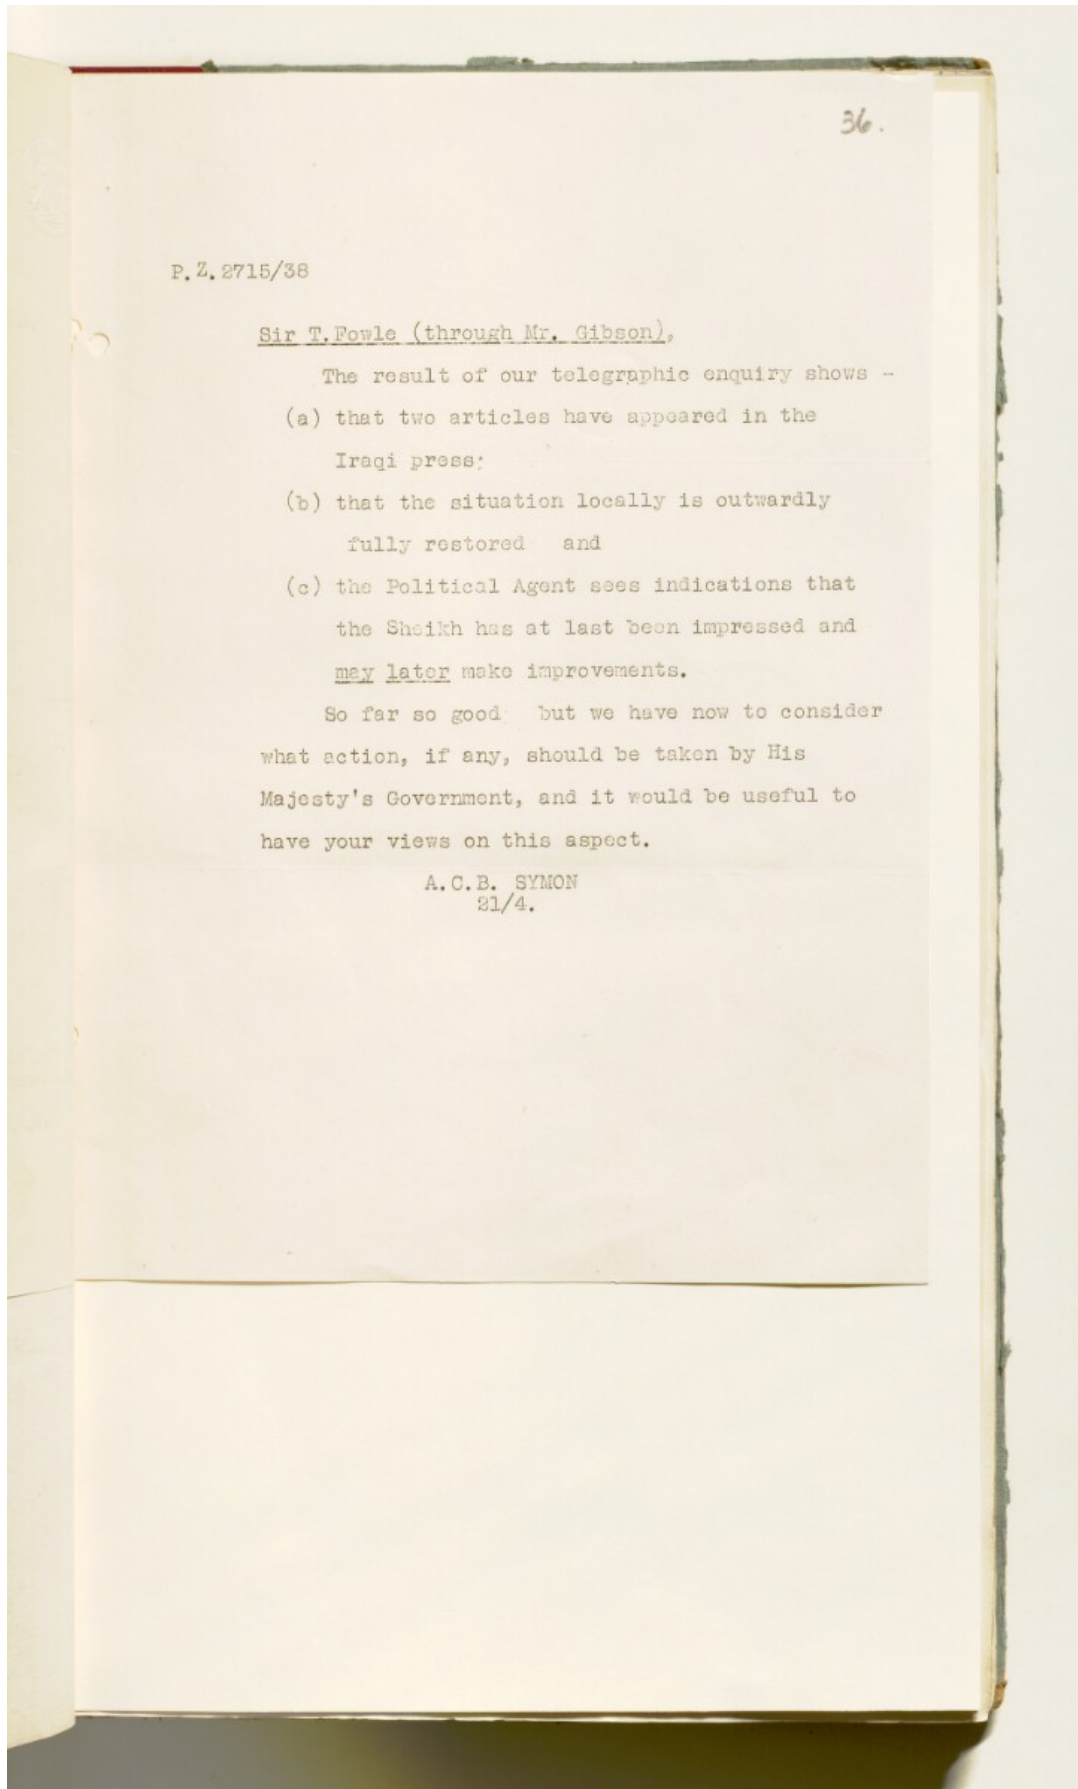 36.
P.Z.2715/38
Sir T.Fowle (through Mr. Gibson),
The result of our telegraphic enquiry shows -
(a) that two articles have appeared in the
Iraqi press;
(b) that the situation locally is outwardly
fully restored and
(c) the Political Agent sees indications that
the Sheikh has at last been impressed and
may later make improvements.
So far so good but we have now to consider
what action, if any, should be taken by His
Majesty's Government, and it would be useful to
have your views on this aspect.
A.C.B. SYMON
21/4.